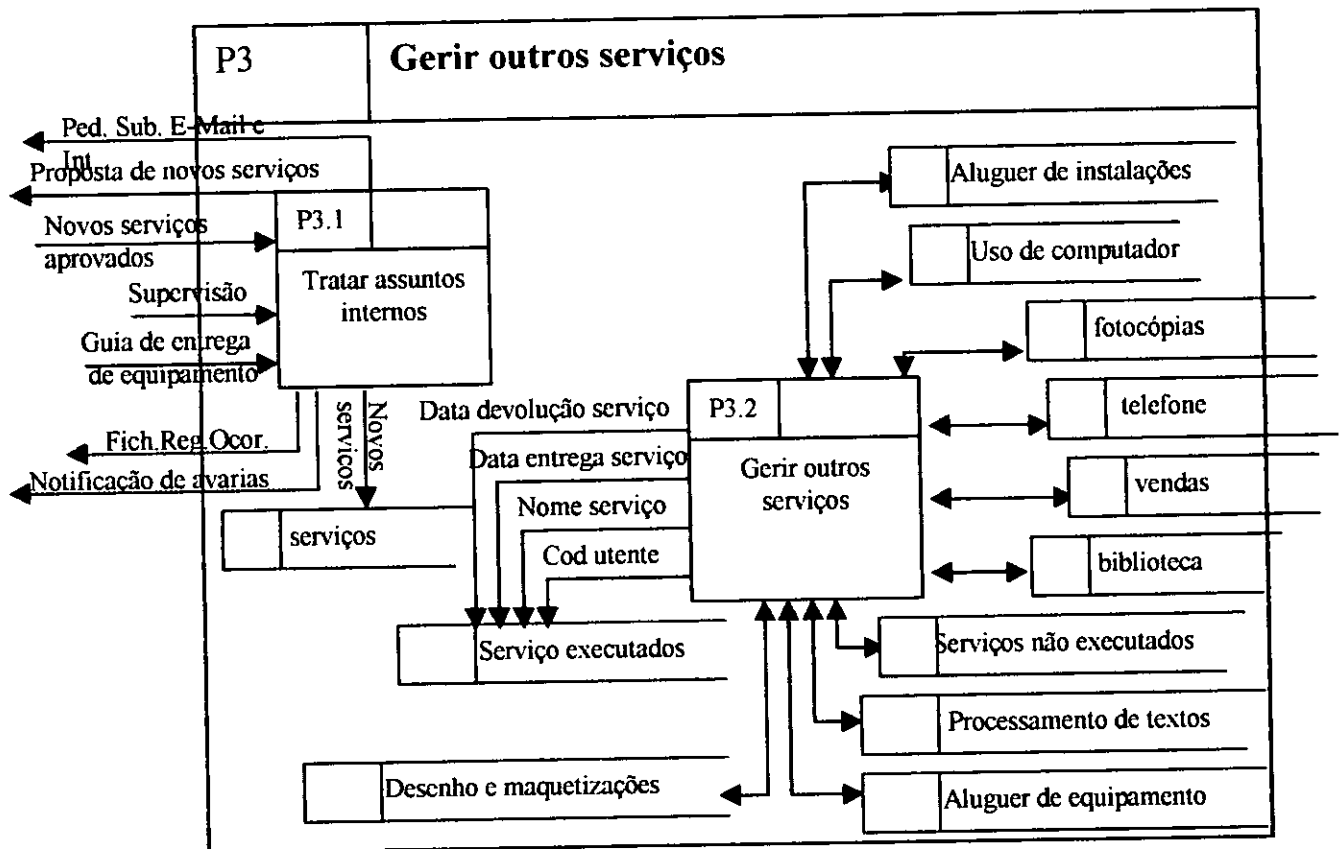 P3
Gerir outros serviços
Ped. Sub. E-Mail e
Int
Proposta de novos serviços
Novos serviços
aprovados
Supervisão
Guia de entrega
de equipamento
P3.1
Tratar assuntos
internos
Fich.Reg.Ocor.
Notificação de avarias
Novos
serviços
serviços
Data devolução serviço
Data entrega serviço
Nome serviço
Cod utente
P3.2
Gerir outros
serviços
Aluguer de instalações
Uso de computador
fotocópias
telefone
vendas
biblioteca
Serviços não executados
Processamento de textos
Aluguer de equipamento
Serviço executados
Desenho e maquetizações